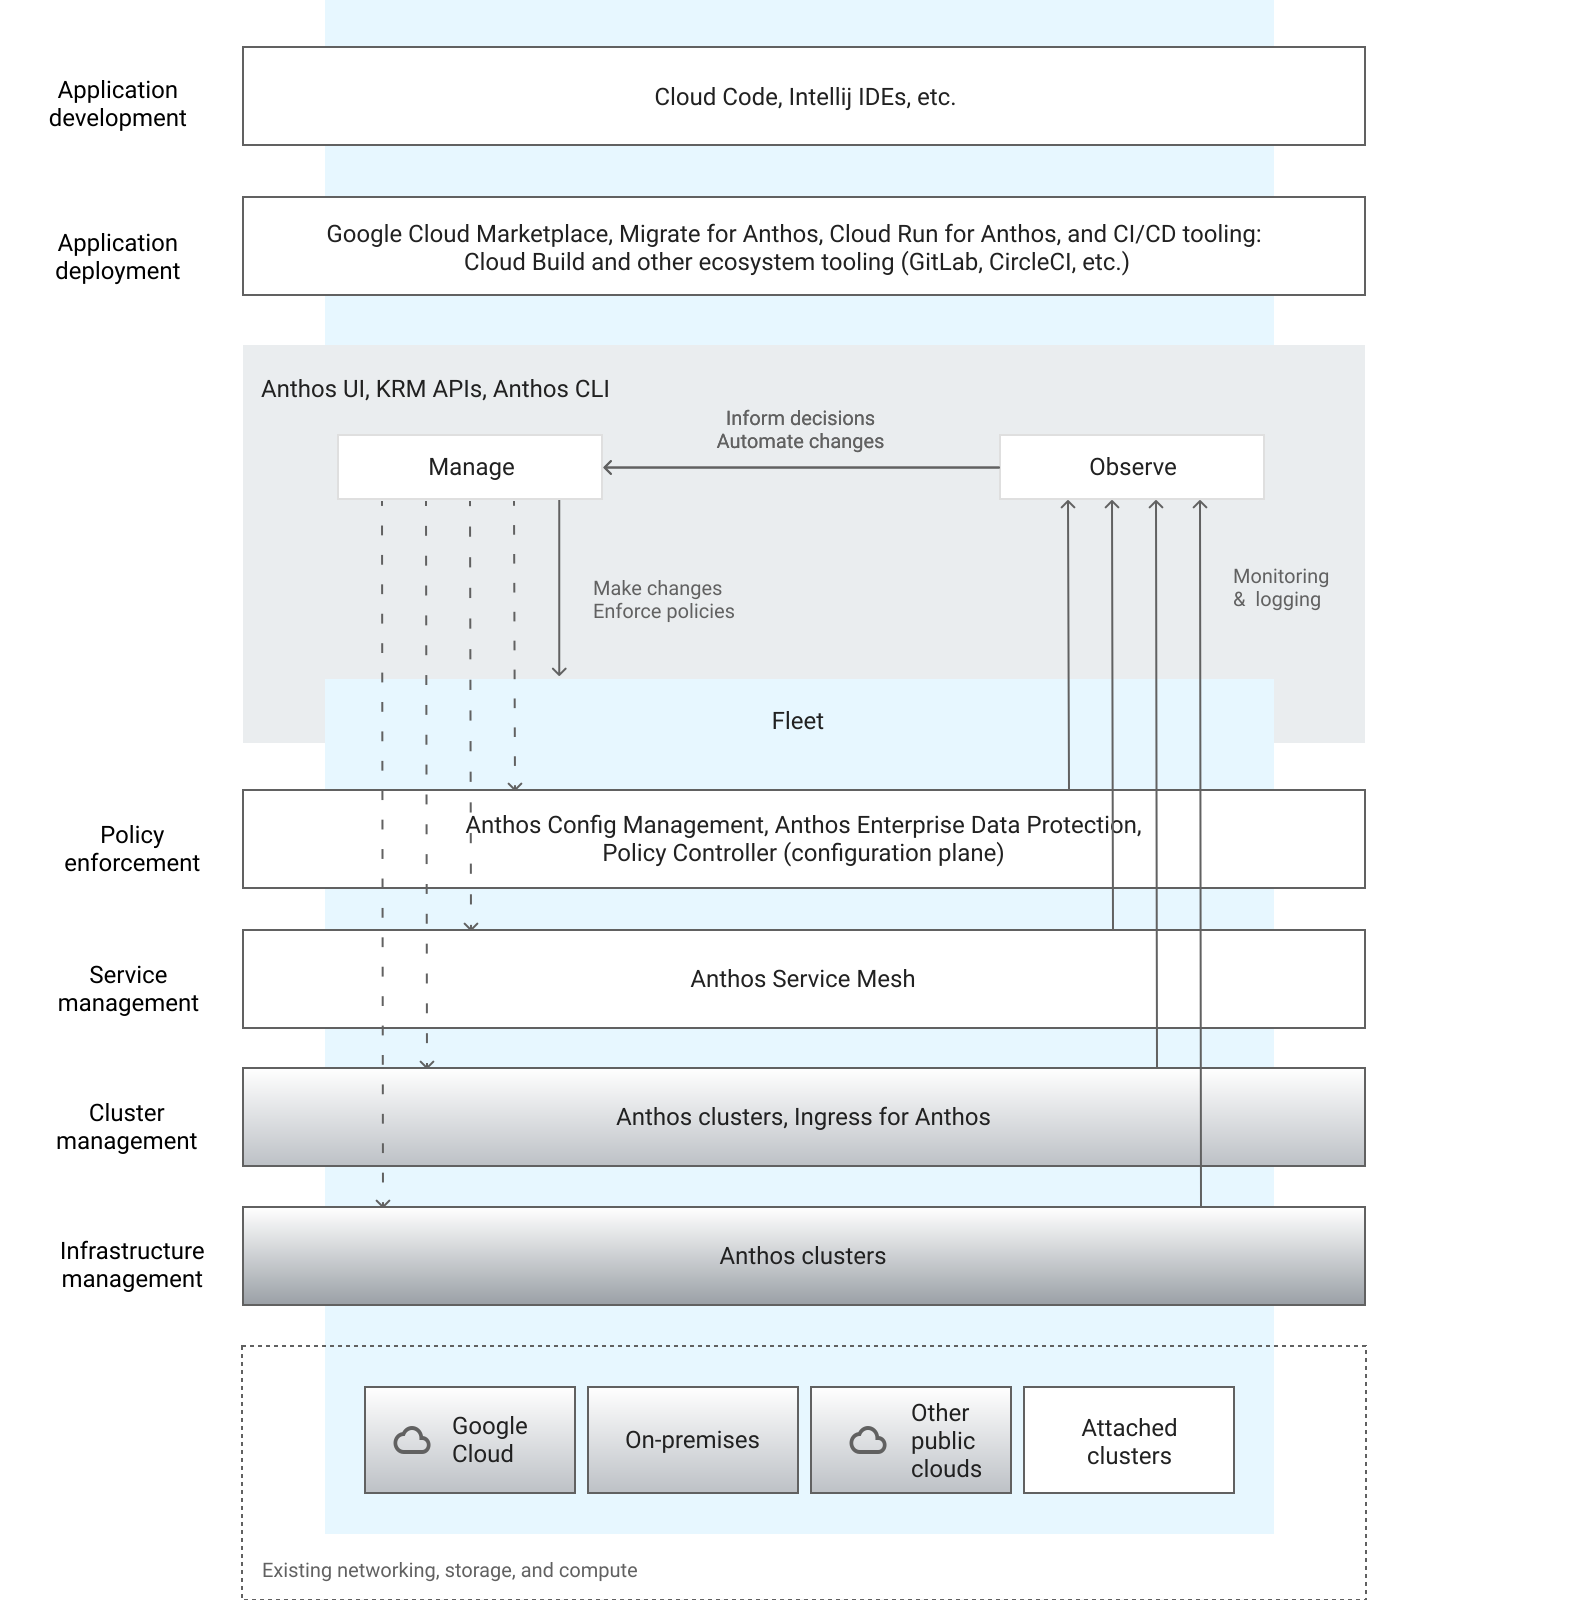 Application
development
Cloud Code, Intellij IDEs, etc.
Application
deployment
Google Cloud Marketplace, Migrate for Anthos, Cloud Run for Anthos, and CI/CD tooling:
Cloud Build and other ecosystem tooling (GitLab, CircleCI, etc.)
Anthos UI, KRM APIs, Anthos CLI
Inform decisions
Automate changes
Manage
Observe
Make changes
Enforce policies
Monitoring
& logging
Fleet
Policy
enforcement
Anthos Config Management, Anthos Enterprise Data Protection,
Policy Controller (configuration plane)
Service
management
Anthos Service Mesh
Cluster
management
Anthos clusters, Ingress for Anthos
Infrastructure
management
Anthos clusters
Google
Cloud
On-premises
Other
public
clouds
Attached
clusters
Existing networking, storage, and compute